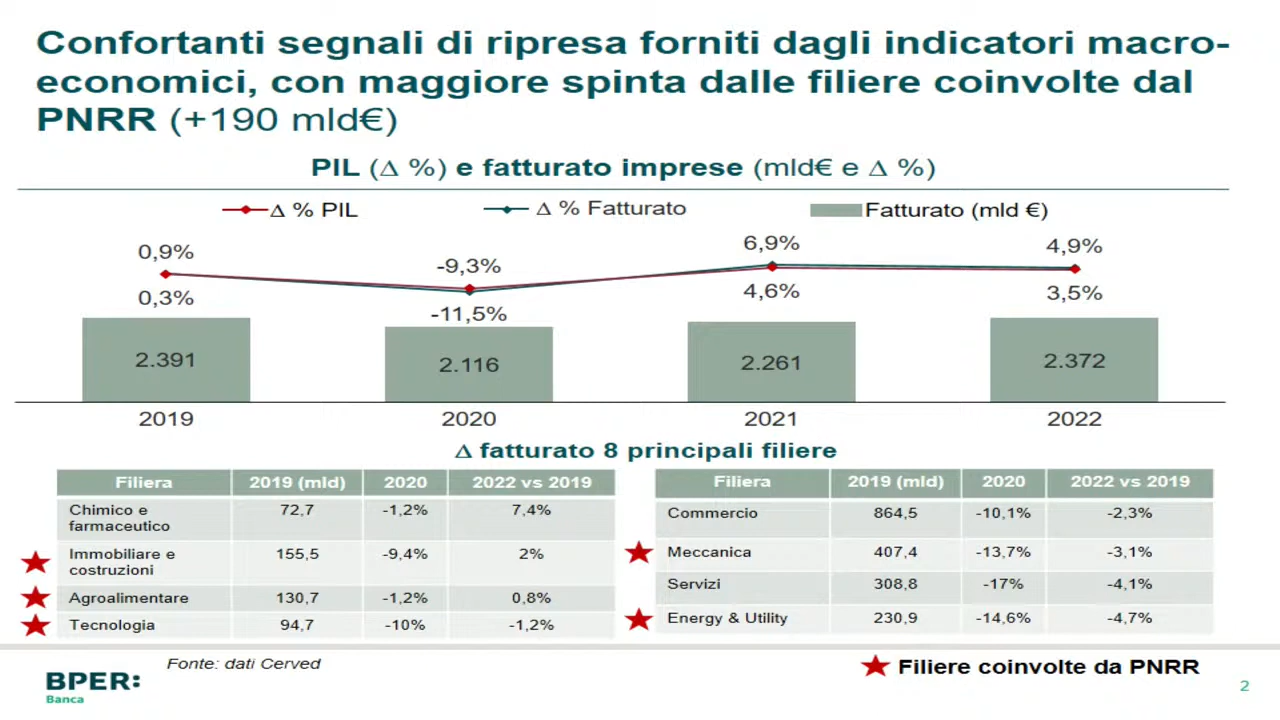 Confortanti segnali di ripresa forniti dagli indicatori macro-
economici, con maggiore spinta dalle filiere coinvolte dal
PNRR (+190 mld€)
PIL (Δ %) e fatturato imprese (mld€ e Δ %)
Δ % PIL Δ % Fatturato Fatturato (mld €)
0,9% -9,3% 6,9% 4,9%
0,3% -11,5% 4,6% 3,5%
2.391 2.116 2.261 2.372
2019 2020 2021 2022
Δ fatturato 8 principali filiere
Filiera 2019 (mld) 2020 2022 vs 2019
Chimico e
farmaceutico 72,7 -1,2% 7,4%
Immobiliare e
costruzioni 155,5 -9,4% 2%
Agroalimentare 130,7 -1,2% 0,8%
Tecnologia 94,7 -10% -1,2%
Filiera 2019 (mld) 2020 2022 vs 2019
Commercio 864,5 -10,1% -2,3%
Meccanica 407,4 -13,7% -3,1%
Servizi 308,8 -17% -4,1%
Energy & Utility 230,9 -14,6% -4,7%
Fonte: dati Cerved
Filiere coinvolte da PNRR
BPER:
Banca
2